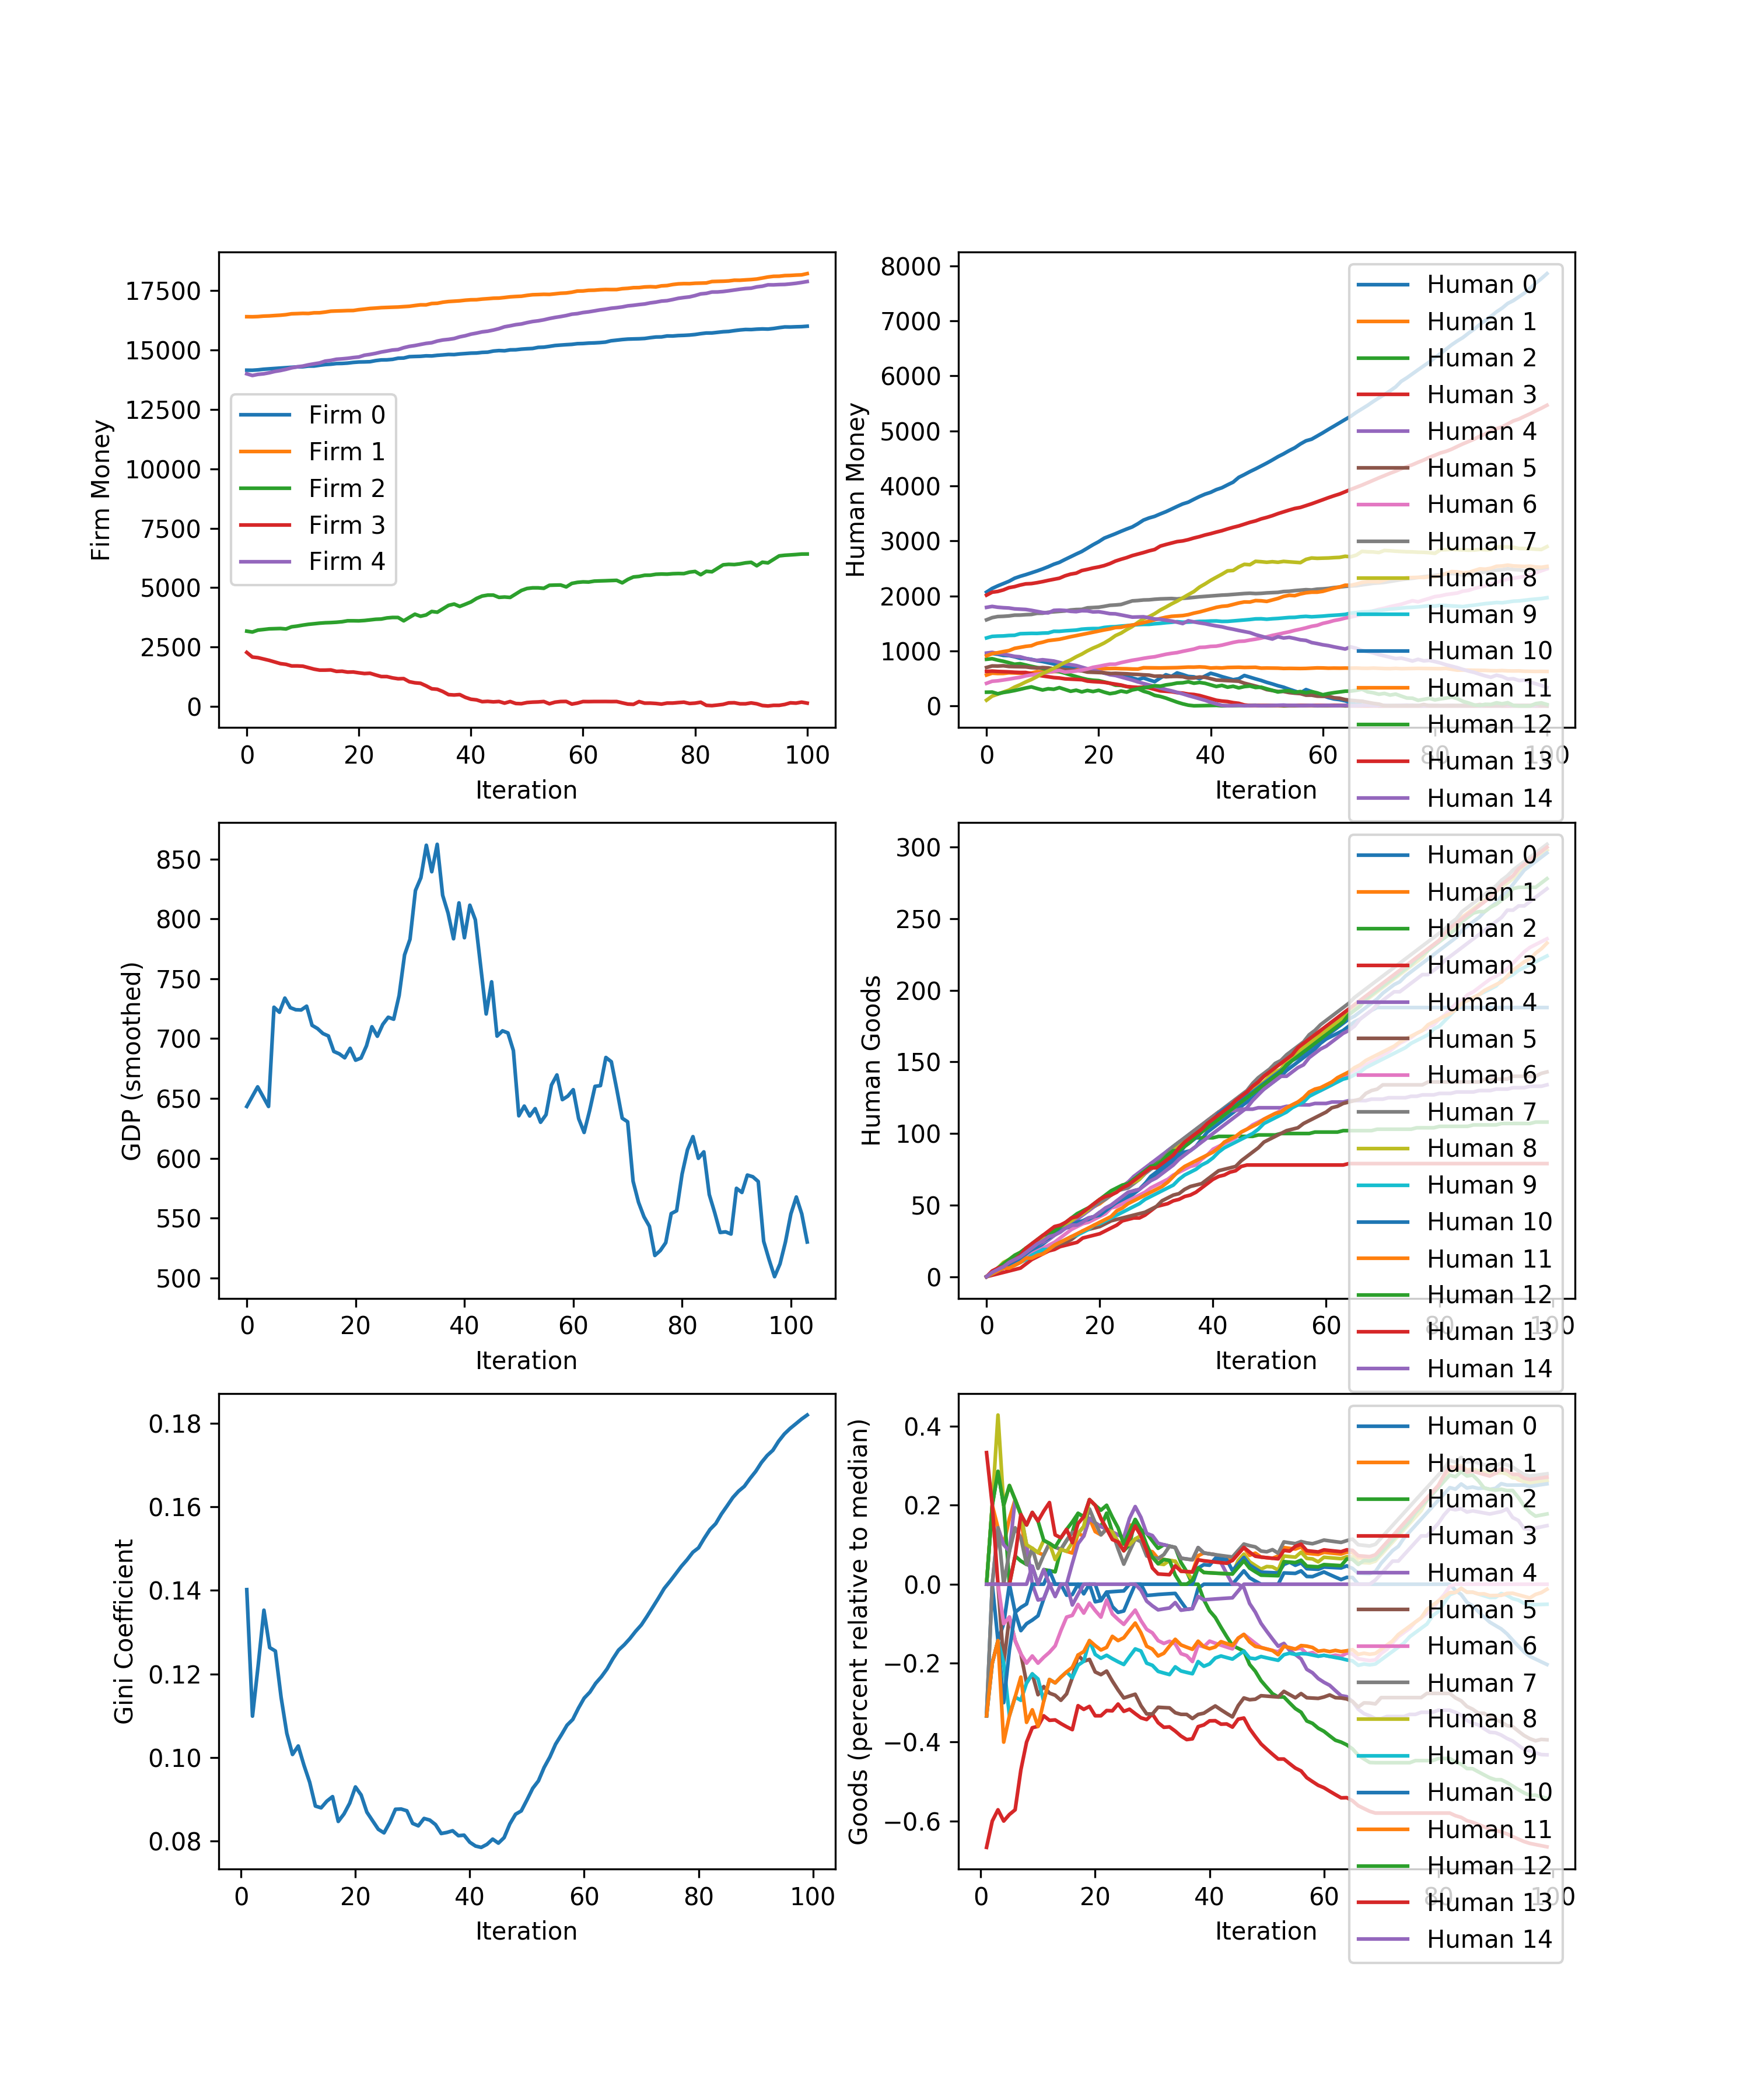 17500
15000
12500
10000
7500
5000
2500
0
Firm Money
Firm 0
Firm 1
Firm 2
Firm 3
Firm 4
0 20 40 60 80 100
Iteration
8000
7000
6000
5000
4000
3000
2000
1000
0
Human Money
Human 0
Human 1
Human 2
Human 3
Human 4
Human 5
Human 6
Human 7
Human 8
Human 9
Human 10
Human 11
Human 12
Human 13
Human 14
0 20 40 60 80 100
Iteration
850
800
750
700
650
600
550
500
GDP (smoothed)
0 20 40 60 80 100
Iteration
300
250
200
150
100
50
0
Human Goods
Human 0
Human 1
Human 2
Human 3
Human 4
Human 5
Human 6
Human 7
Human 8
Human 9
Human 10
Human 11
Human 12
Human 13
Human 14
0 20 40 60 80 100
Iteration
0.18
0.16
0.14
0.12
0.10
0.08
Gini Coefficient
0 20 40 60 80 100
Iteration
0.4
0.2
0.0
−0.2
−0.4
−0.6
Goods (percent relative to median)
Human 0
Human 1
Human 2
Human 3
Human 4
Human 5
Human 6
Human 7
Human 8
Human 9
Human 10
Human 11
Human 12
Human 13
Human 14
0 20 40 60 80 100
Iteration